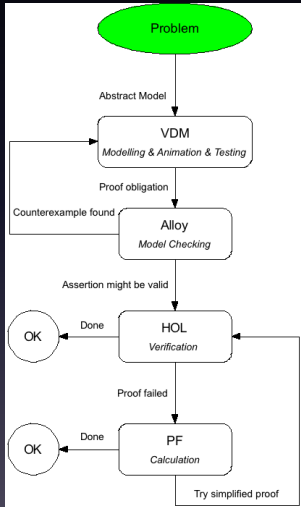 Problem
Abstract Model
VDM
Modelling & Animation & Testing
Proof obligation
Counterexample found
Alloy
Model Checking
Assertion might be valid
Done
OK
HOL
Verification
Proof failed
Done
OK
PF
Calculation
Try simplified proof